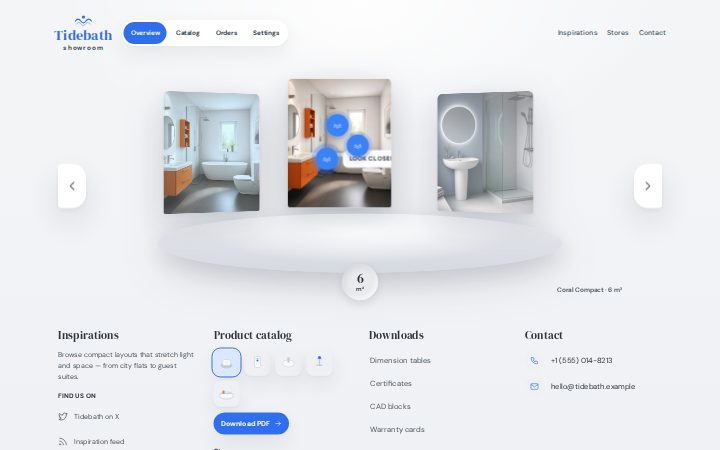 Tidebath
showroom
Overview
Catalog
Orders
Settings
Inspirations
Stores
Contact
LOOK CLOSE
6
m²
Coral Compact · 6 m²
Inspirations
Browse compact layouts that stretch light
and space — from city flats to guest
suites.
FIND US ON
Tidebath on X
Inspiration feed
Product catalog
Download PDF →
Downloads
Dimension tables
Certificates
CAD blocks
Warranty cards
Contact
+1 (555) 014-8213
hello@tidebath.example